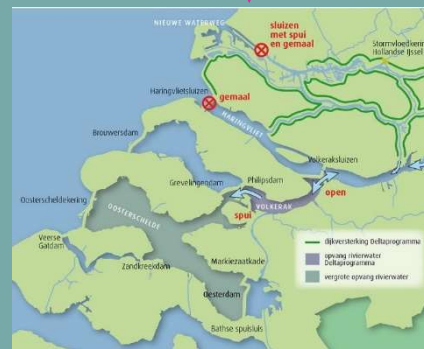 NIEUWE WATERWEG
sluizen
met spui
en gemaal
Stormvloedkering
Hollandse IJssel
Haringvlietsluizen
gemaal
HARINGVLIET
Brouwersdam
Volkeraksluizen
Grevelingendam
Philipsdam
open
Oosterscheldekering
OOSTERSCHELDE
VOLKERAK
spui
Veerse
Gatdam
Zandkreekdam
Markiezaatkade
Oesterdam
Bathse spuisluis
dijkversterking Deltaprogramma
opvang rivierwater
Deltaprogramma
vergrote opvang rivierwater